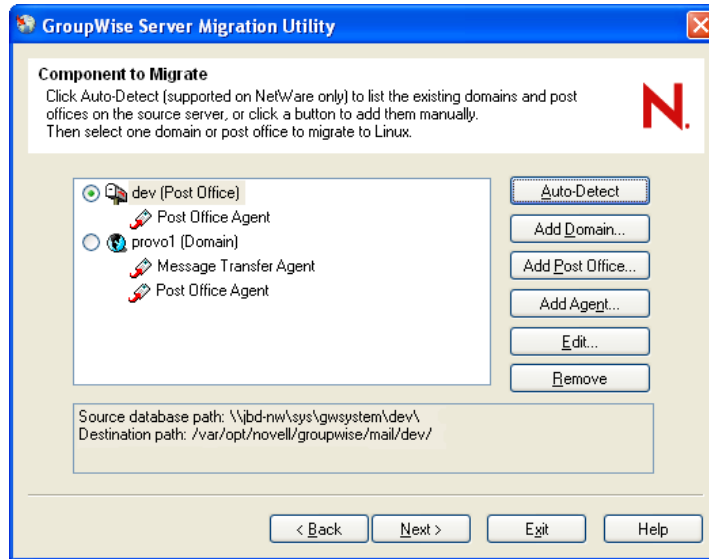 GroupWise Server Migration Utility
Component to Migrate
Click Auto-Detect (supported on NetWare only) to list the existing domains and post
offices on the source server, or click a button to add them manually.
Then select one domain or post office to migrate to Linux.
N.
dev (Post Office)
Post Office Agent
provo1 (Domain)
Message Transfer Agent
Post Office Agent
Auto-Detect
Add Domain...
Add Post Office...
Add Agent...
Edit...
Remove
Source database path: \\jbd-nw\sys\gwsystem\dev\
Destination path: /var/opt/novell/groupwise/mail/dev/
< Back
Next >
Exit
Help